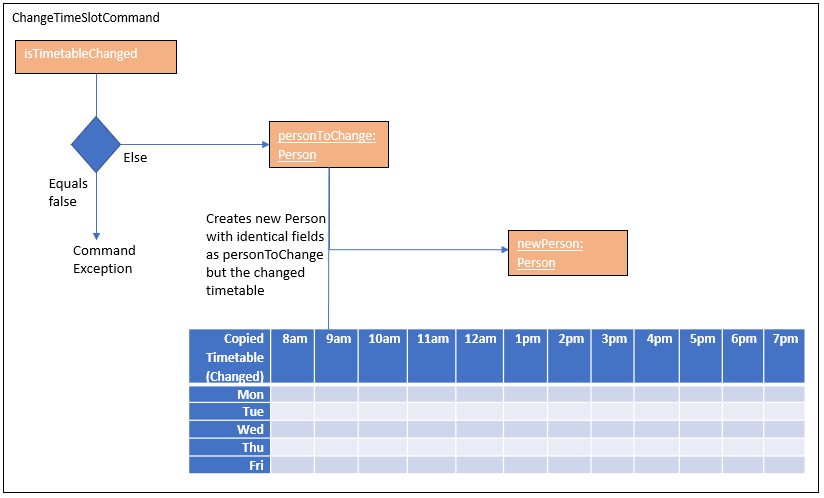 ChangeTimeSlotCommand
isTimetableChanged
personToChange:
Person
Else
Equals
false
Command
Exception
Creates new Person
with identical fields
as personToChange
but the changed
timetable
newPerson:
Person
Copied 8am 9am 10am 11am 12am 1pm 2pm 3pm 4pm 5pm 6pm 7pm
Timetable
(Changed)
Mon
Tue
Wed
Thu
Fri